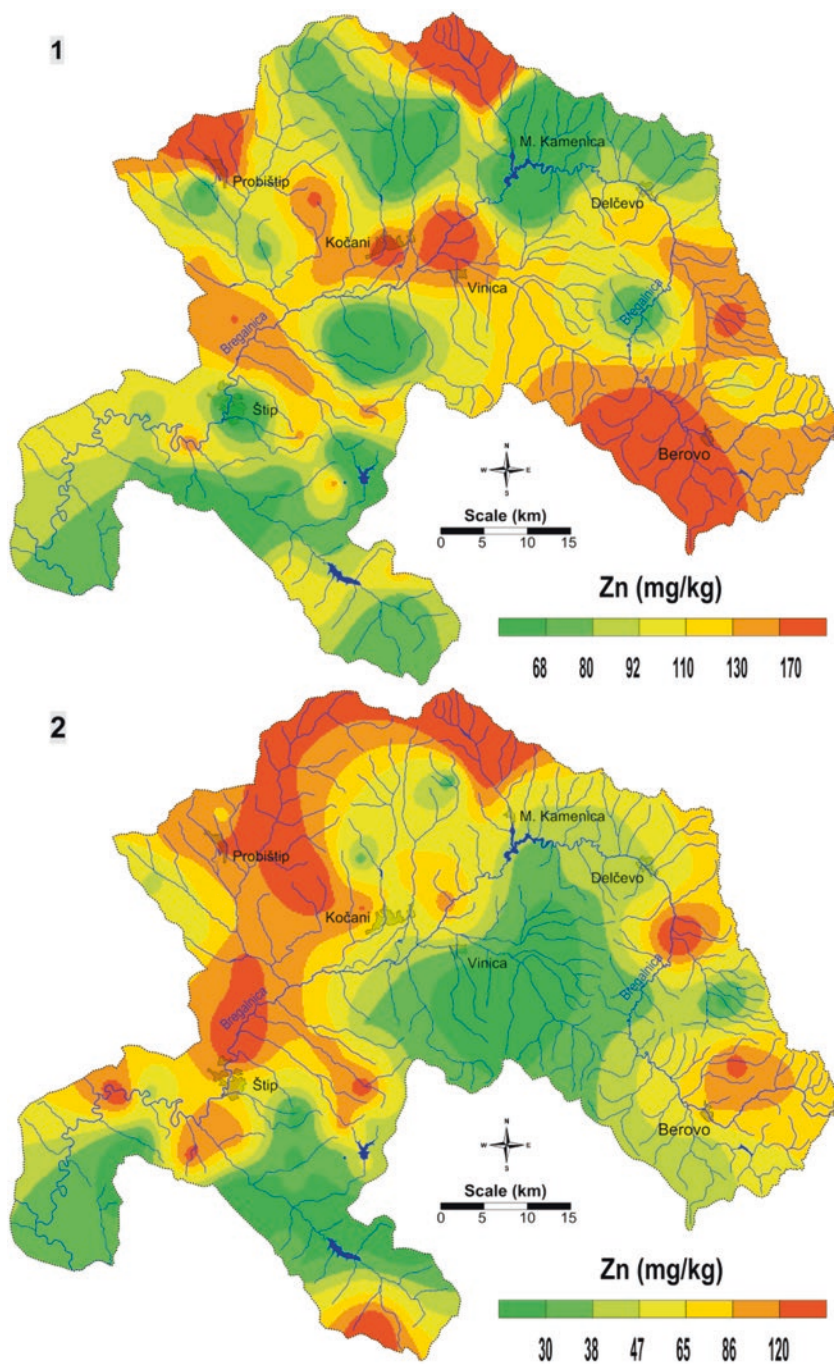 1
M. Kamenica
Probištip
Delčevo
Kočani
Vinica
Bregalnica
Bregalnica
Štip
Berovo
N
W E
S
Scale (km)
0 5 10 15
Zn (mg/kg)
68 80 92 110 130 170
2
M. Kamenica
Probištip
Delčevo
Kočani
Vinica
Bregalnica
Bregalnica
Štip
Berovo
N
W E
S
Scale (km)
0 5 10 15
Zn (mg/kg)
30 38 47 65 86 120